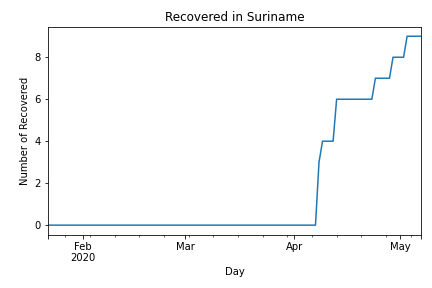 Recovered in Suriname
Number of Recovered
8
6
4
2
0
Feb
2020
Mar
Apr
May
Day